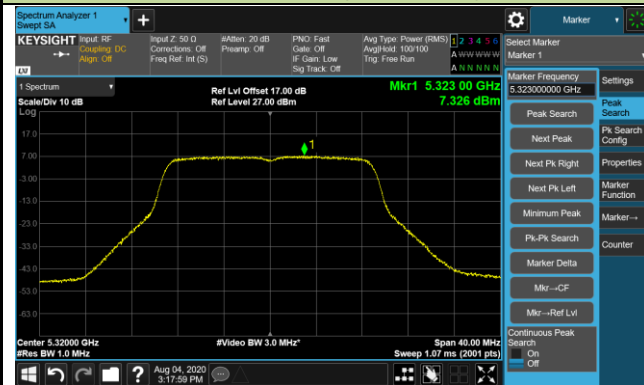 Spectrum Analyzer 1
Swept SA
KEYSIGHT
Input: RF
Coupling: DC
Align: Off
Input Z: 50 Ω
Corrections: Off
Freq Ref: Int (S)
#Atten: 20 dB
Preamp: Off
PNO: Fast
Gate: Off
IF Gain: Low
Sig Track: Off
Avg Type: Power (RMS)
Avg|Hold: 100/100
Trig: Free Run
1 2 3 4 5 6
A W W W W W
A N N N N N
LXI
1 Spectrum
Scale/Div 10 dB
Ref Lvl Offset 17.00 dB
Ref Level 27.00 dBm
Mkr1 5.323 00 GHz
7.326 dBm
Log
17.0
7.00
-3.00
-13.0
-23.0
-33.0
-43.0
-53.0
-63.0
1
Center 5.32000 GHz
#Res BW 1.0 MHz
#Video BW 3.0 MHz*
Span 40.00 MHz
Sweep 1.07 ms (2001 pts)
Aug 04, 2020
3:17:59 PM
Marker
Select Marker
Marker 1
Marker Frequency
5.323000000 GHz
Peak Search
Next Peak
Next Pk Right
Next Pk Left
Minimum Peak
Pk-Pk Search
Marker Delta
Mkr→CF
Mkr→Ref Lvl
Continuous Peak
Search
On
Off
Settings
Peak
Search
Pk Search
Config
Properties
Marker
Function
Marker→
Counter